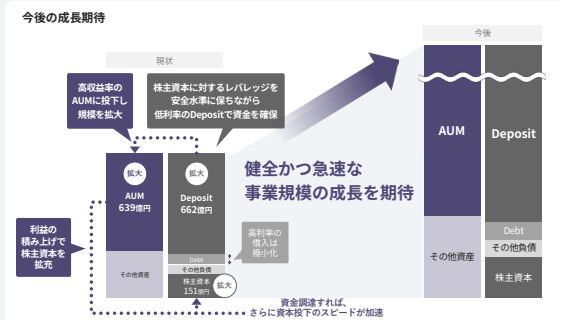 今後の成長期待
現状
今後
高収益率の
AUMに投下し
規模を拡大
株主資本に対するレバレッジを
安全水準に保ちながら
低利率のDepositで資金を確保
拡大
AUM
639億円
拡大
Deposit
662億円
健全かつ急速な
事業規模の成長を期待
AUM
Deposit
利益の
積み上げで
株主資本を
拡充
その他資産
Debt
その他負債
株主資本
151億円
拡大
高利率の
借入は
極小化
その他資産
Debt
その他負債
株主資本
資金調達すれば、
さらに資本投下のスピードが加速